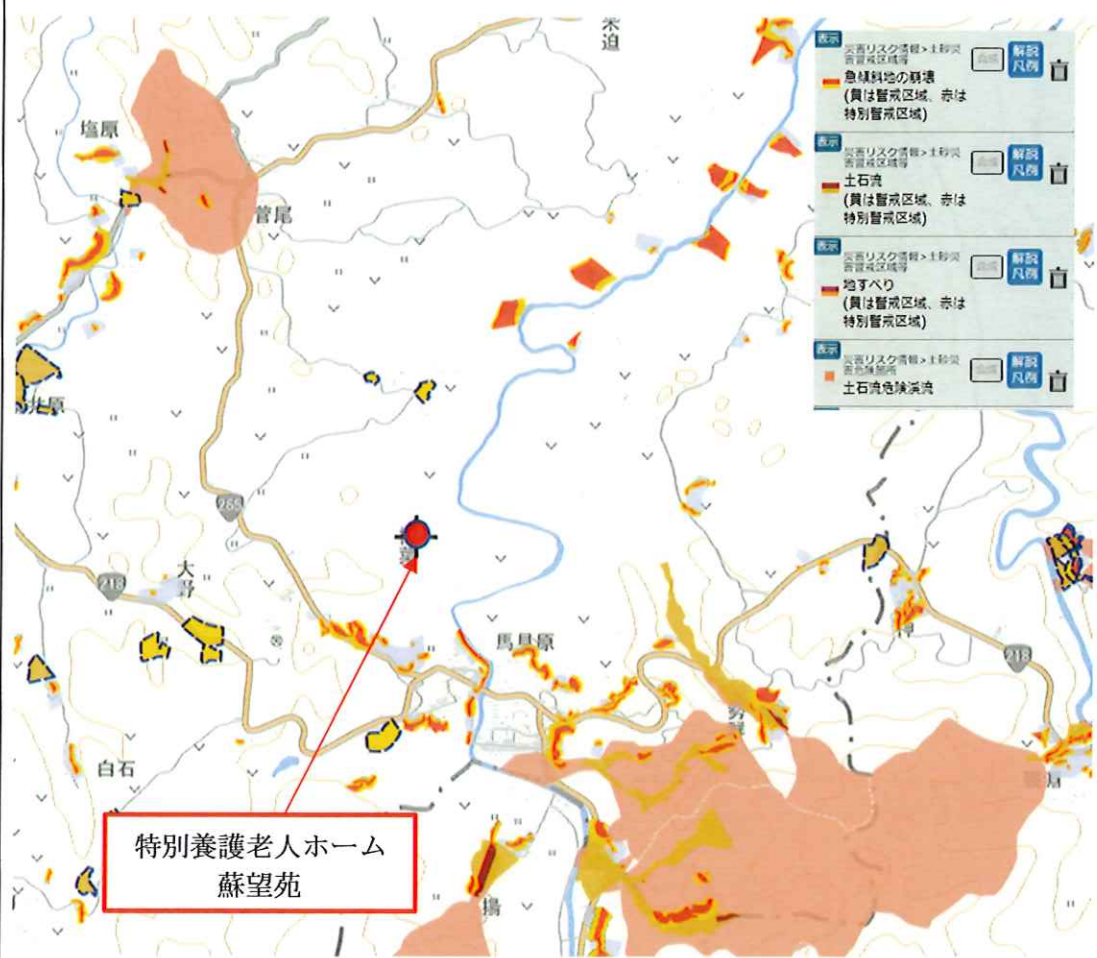 塩原
菅尾
265
大野
218
馬見原
218
白石
特別養護老人ホーム
蘇望苑
表示
災害リスク情報>土砂災
害警戒区域等
急傾斜地の崩壊
(黄は警戒区域、赤は
特別警戒区域)
解説
凡例
表示
災害リスク情報>土砂災
害警戒区域等
土石流
(黄は警戒区域、赤は
特別警戒区域)
解説
凡例
表示
災害リスク情報>土砂災
害警戒区域等
地すべり
(黄は警戒区域、赤は
特別警戒区域)
解説
凡例
表示
災害リスク情報>土砂災
害危険箇所
土石流危険渓流
解説
凡例